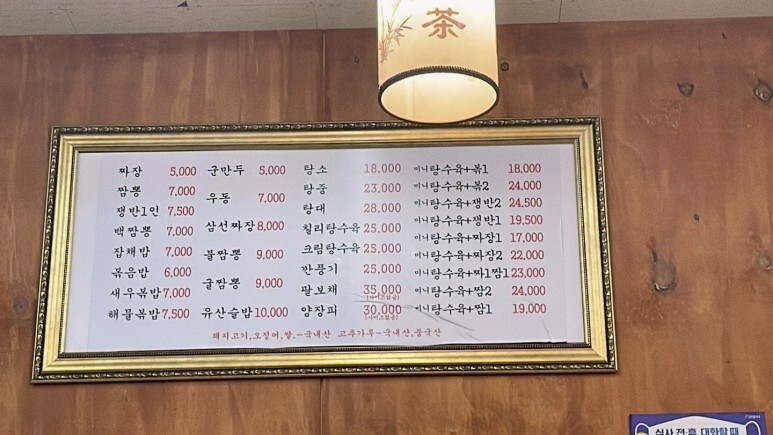 茶
짜장 5,000
짬뽕 7,000
쟁반1인 7,500
백짬뽕 7,000
잡채밥 7,000
볶음밥 6,000
새우볶밥 7,000
해물볶밥 7,500
군만두 5,000
우동 7,000
삼선짜장 8,000
불짬뽕 9,000
굴짬뽕 9,000
유산슬밥 10,000
탕소 18,000
탕중 23,000
탕대 28,000
칠리탕수육 25,000
크림탕수육 25,000
깐풍기 25,000
팔보채 35,000
양장피 30,000
미니탕수육+볶1 18,000
미니탕수육+볶2 24,000
미니탕수육+쟁반2 24,500
미니탕수육+쟁반1 19,500
미니탕수육+짜장1 17,000
미니탕수육+짜장2 22,000
미니탕수육+짜1짬1 23,000
미니탕수육+짬2 24,000
미니탕수육+짬1 19,000
돼지고기,오징어,쌀,-국내산 고추가루-국내산,중국산
식사 전·후 대화할 때